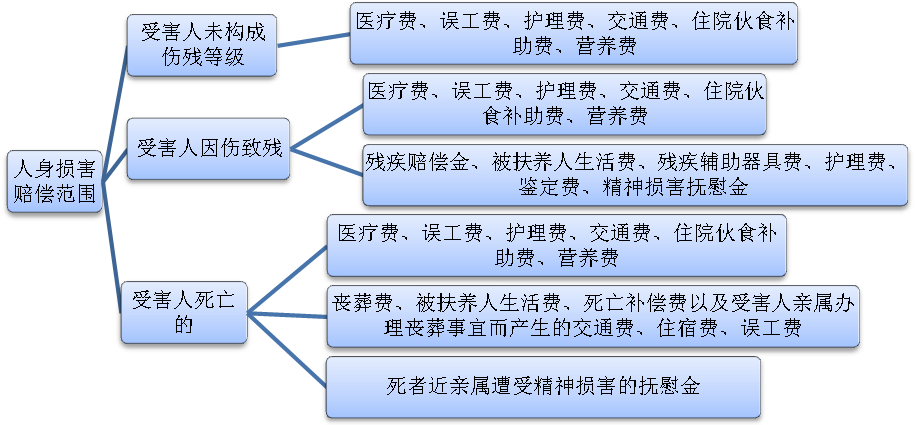 人身损害
赔偿范围
受害人未构成
伤残等级
医疗费、误工费、护理费、交通费、住院伙食补
助费、营养费
受害人因伤致残
医疗费、误工费、护理费、交通费、住院伙
食补助费、营养费
残疾赔偿金、被扶养人生活费、残疾辅助器具费、护理费、
鉴定费、精神损害抚慰金
受害人死亡
的
医疗费、误工费、护理费、交通费、住院伙食补
助费、营养费
丧葬费、被扶养人生活费、死亡补偿费以及受害人亲属办
理丧葬事宜而产生的交通费、住宿费、误工费
死者近亲属遭受精神损害的抚慰金